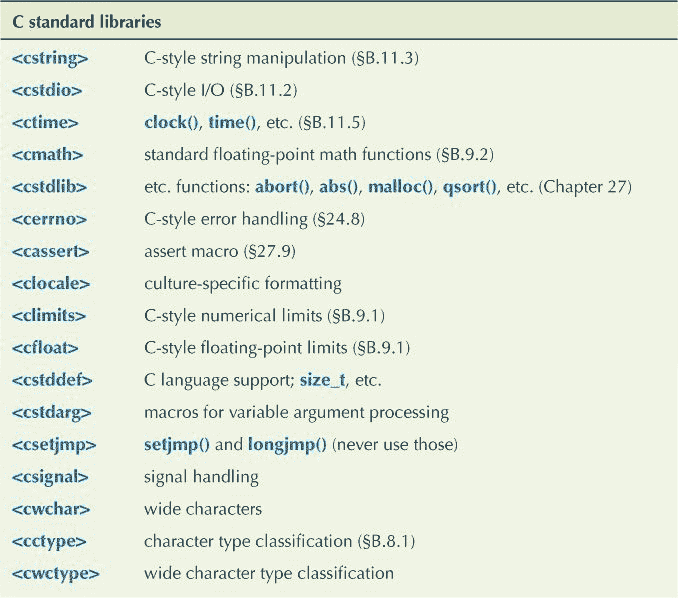 C standard libraries
<cstring> C-style string manipulation (§B.11.3)
<cstdio> C-style I/O (§B.11.2)
<ctime> clock(), time(), etc. (§B.11.5)
<cmath> standard floating-point math functions (§B.9.2)
<cstdlib> etc. functions: abort(), abs(), malloc(), qsort(), etc. (Chapter 27)
<cerrno> C-style error handling (§24.8)
<cassert> assert macro (§27.9)
<clocale> culture-specific formatting
<climits> C-style numerical limits (§B.9.1)
<cfloat> C-style floating-point limits (§B.9.1)
<cstddef> C language support; size_t, etc.
<cstdarg> macros for variable argument processing
<csetjmp> setjmp() and longjmp() (never use those)
<csignal> signal handling
<cwchar> wide characters
<cctype> character type classification (§B.8.1)
<cwctype> wide character type classification